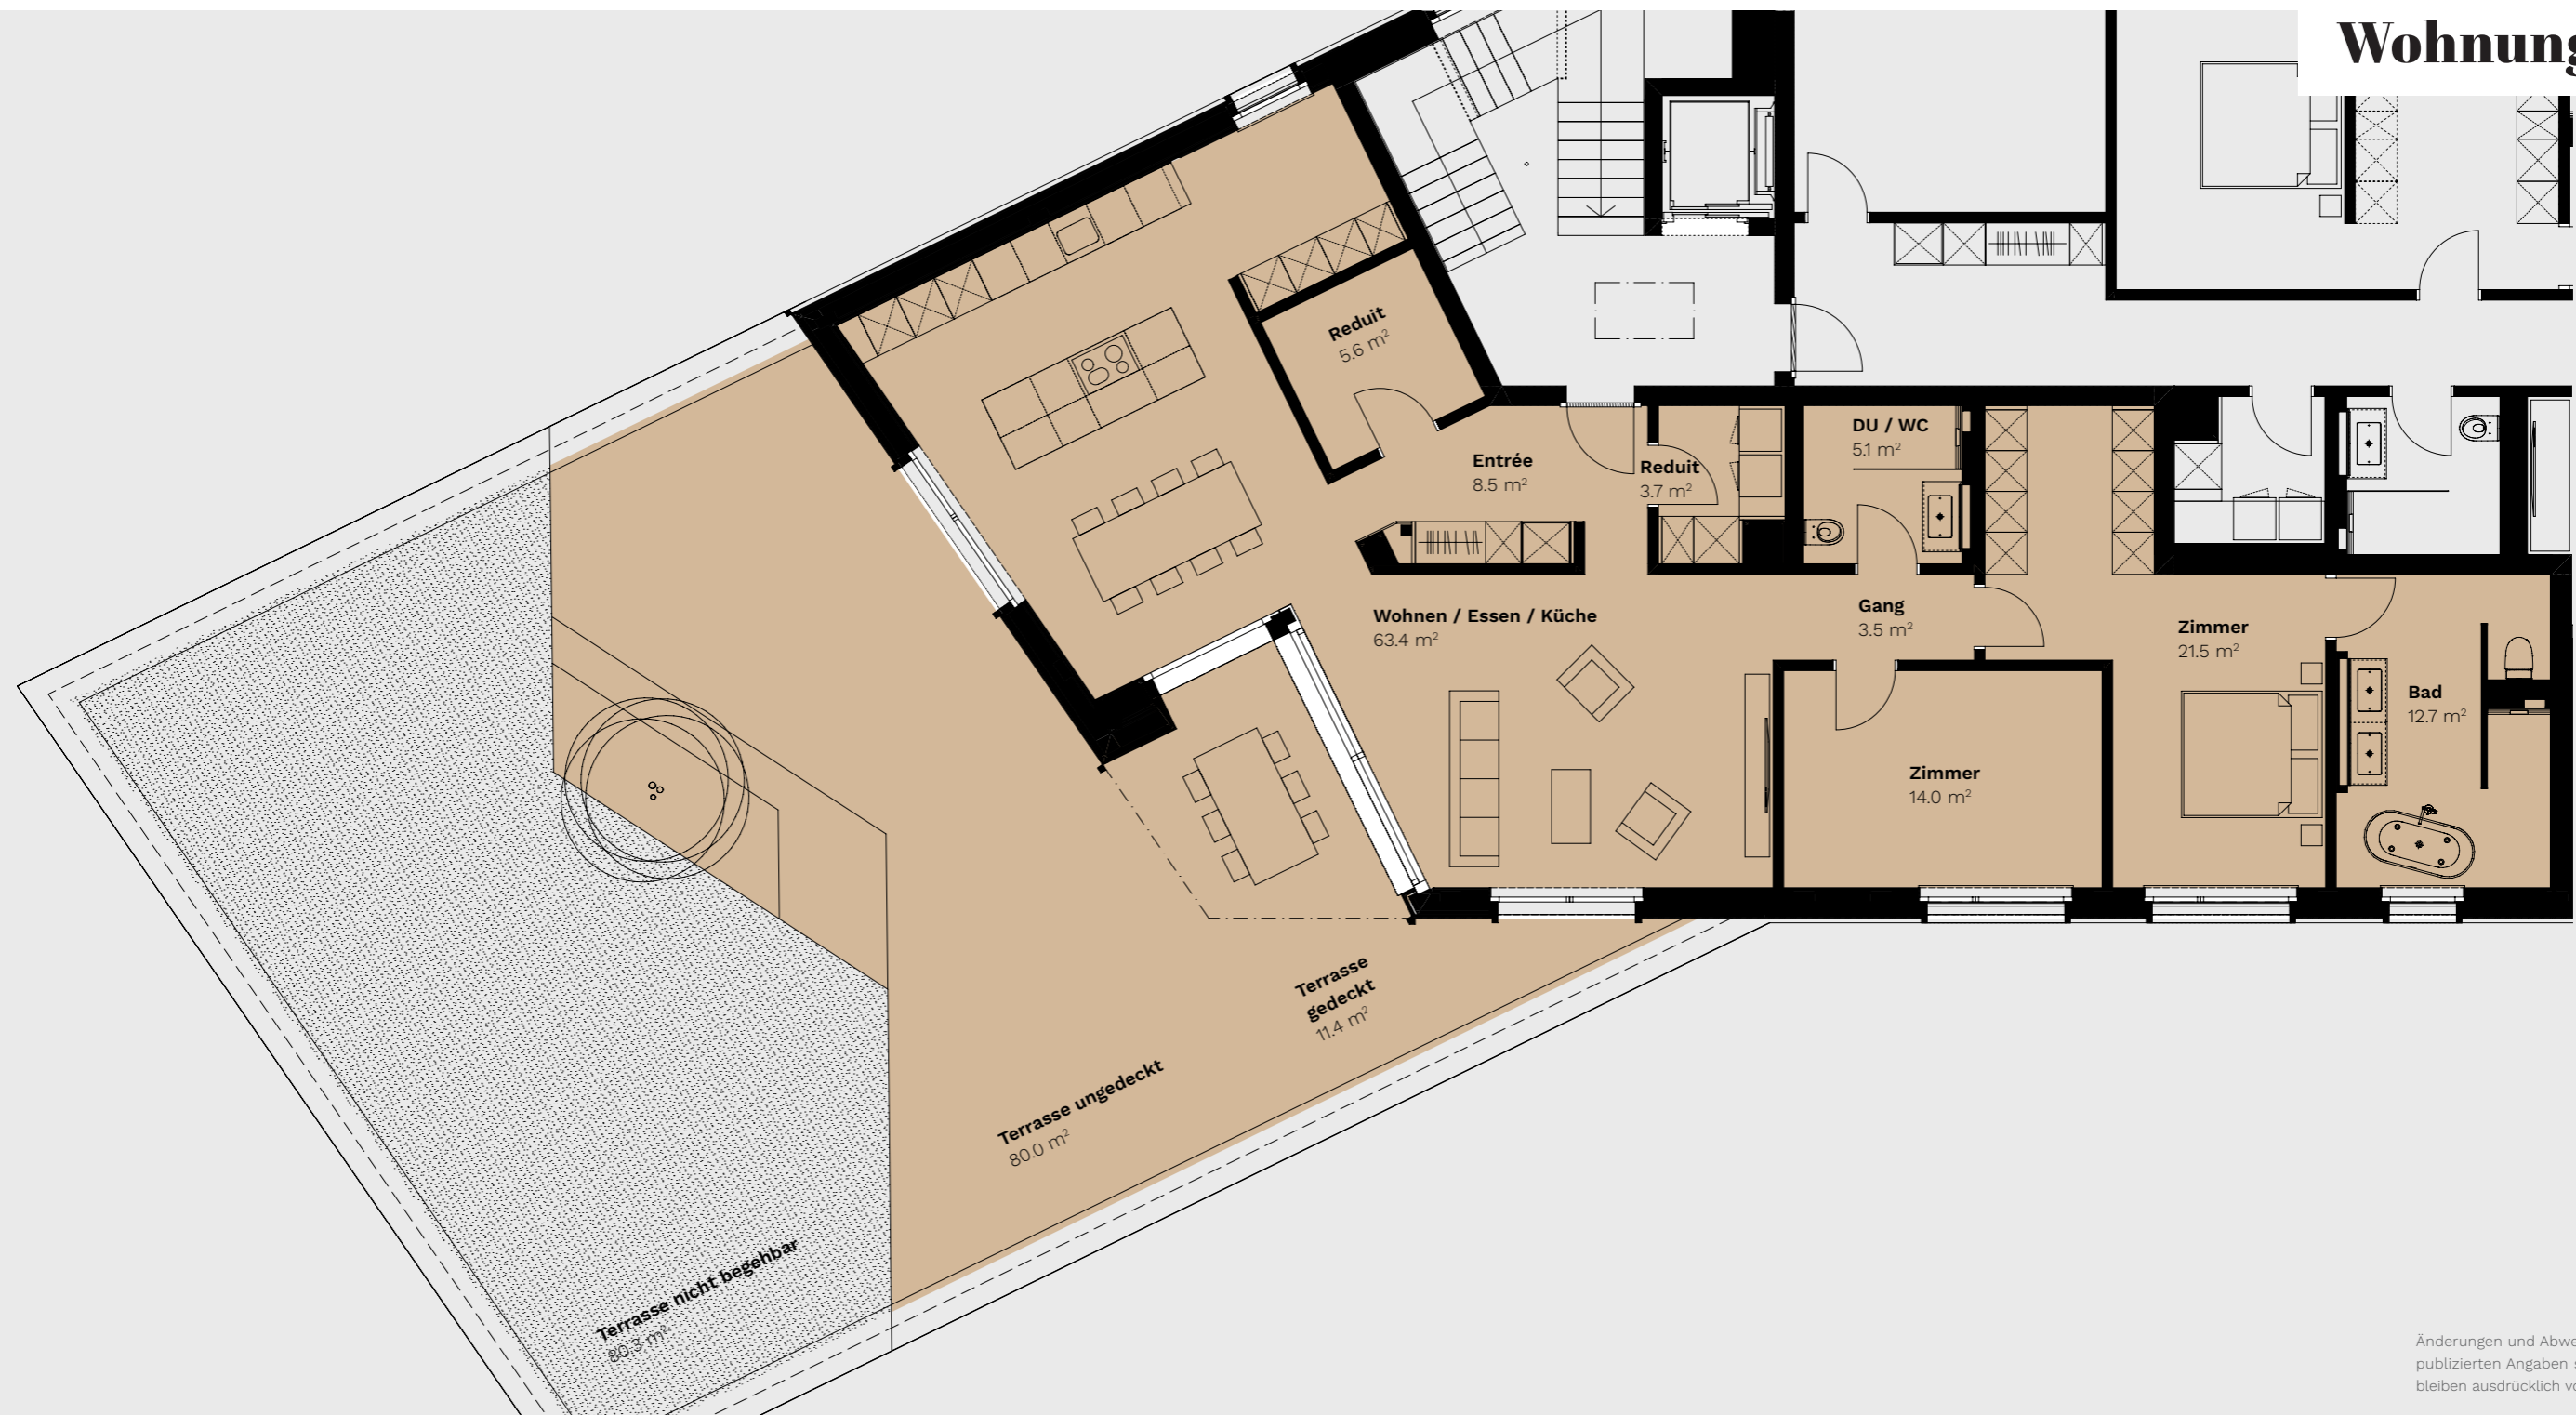 Wohnung
Reduit
5.6 m²
DU / WC
5.1 m²
Entrée
8.5 m²
Reduit
3.7 m²
Wohnen / Essen / Küche
63.4 m²
Gang
3.5 m²
Zimmer
21.5 m²
Bad
12.7 m²
Zimmer
14.0 m²
Terrasse
gedeckt
11.4 m²
Terrasse ungedeckt
80.0 m²
Terrasse nicht begehbar
80.3 m²
Änderungen und Abwe
publizierten Angaben s
bleiben ausdrücklich vo